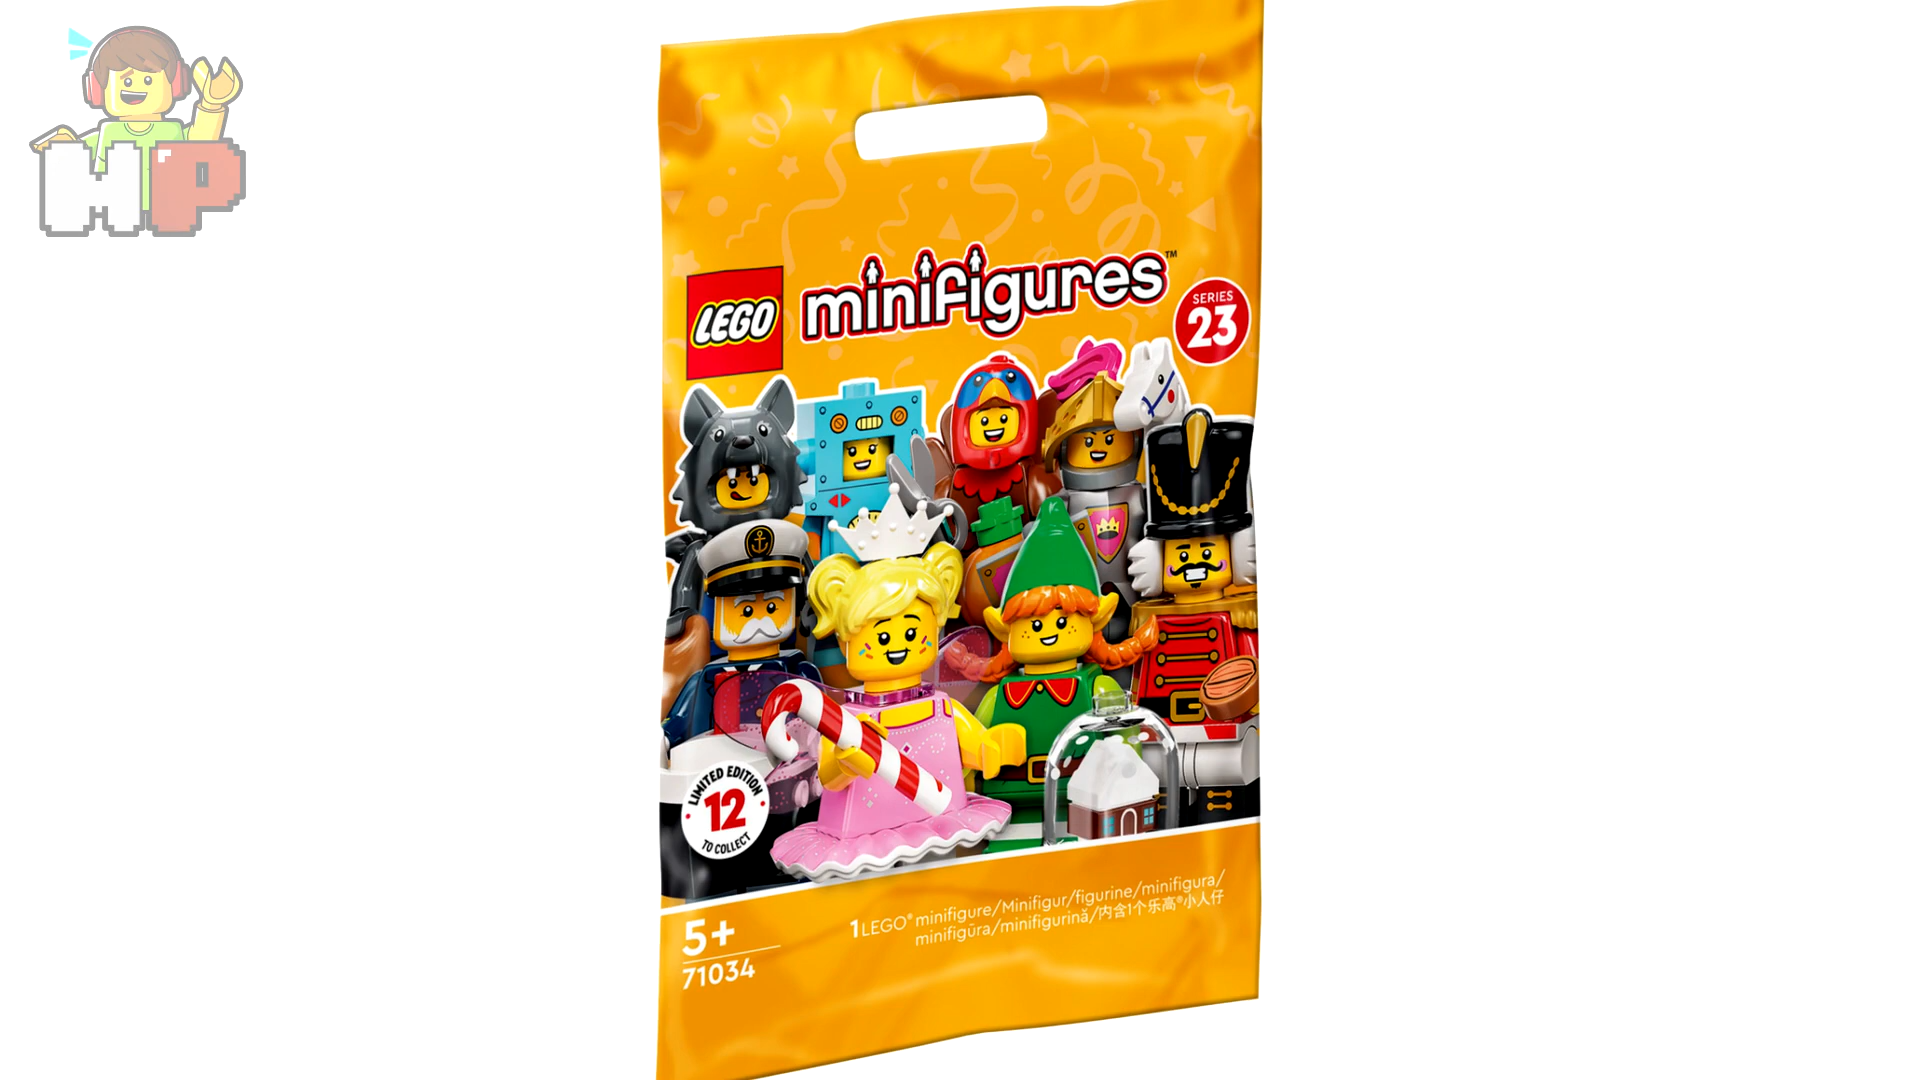 MP
LEGO
minifigures™
SERIES
23
LIMITED EDITION
12
TO COLLECT
5+
71034
1 LEGO® minifigure/Minifigur/figurine/minifigura/
minifigūra/minifigurină/内含1个乐高®小人仔